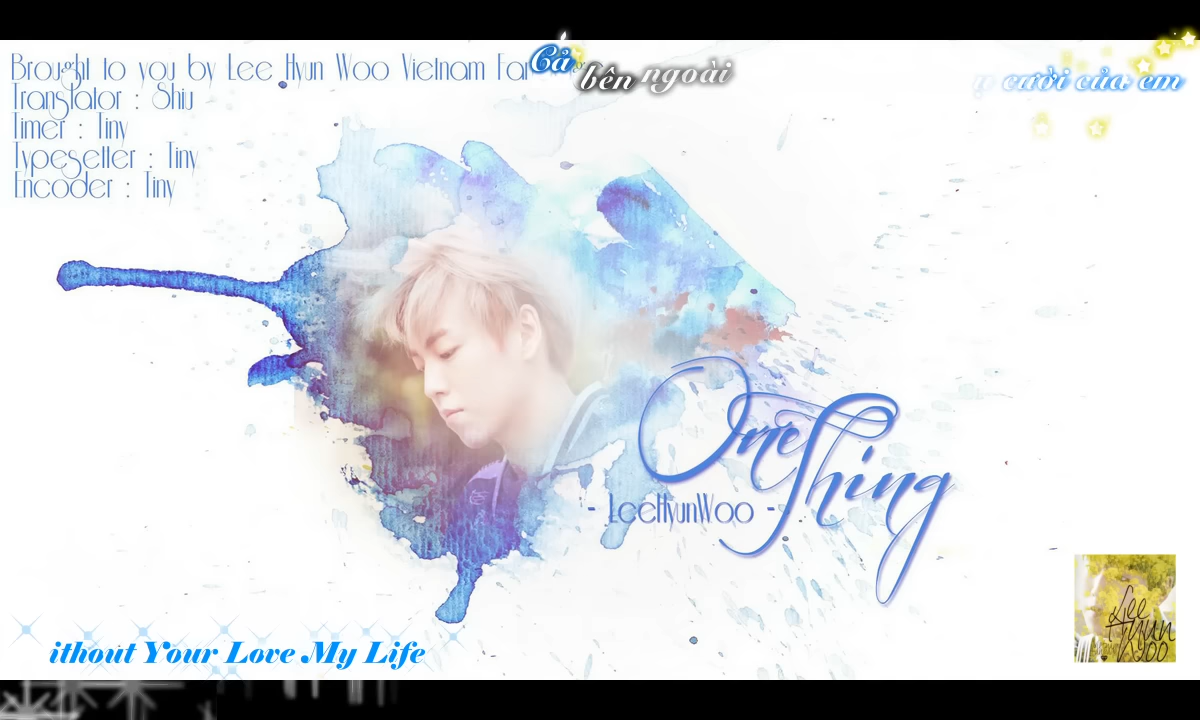 Brought to you by Lee Hyun Woo Vietnam Fan
Translator : Shiu
Timer : Tiny
Typesetter : Tiny
Encoder : Tiny
Cả bên ngoài
cười của em
One Thing
- LeeHyunWoo -
Lee Hyun Woo
ithout Your Love My Life